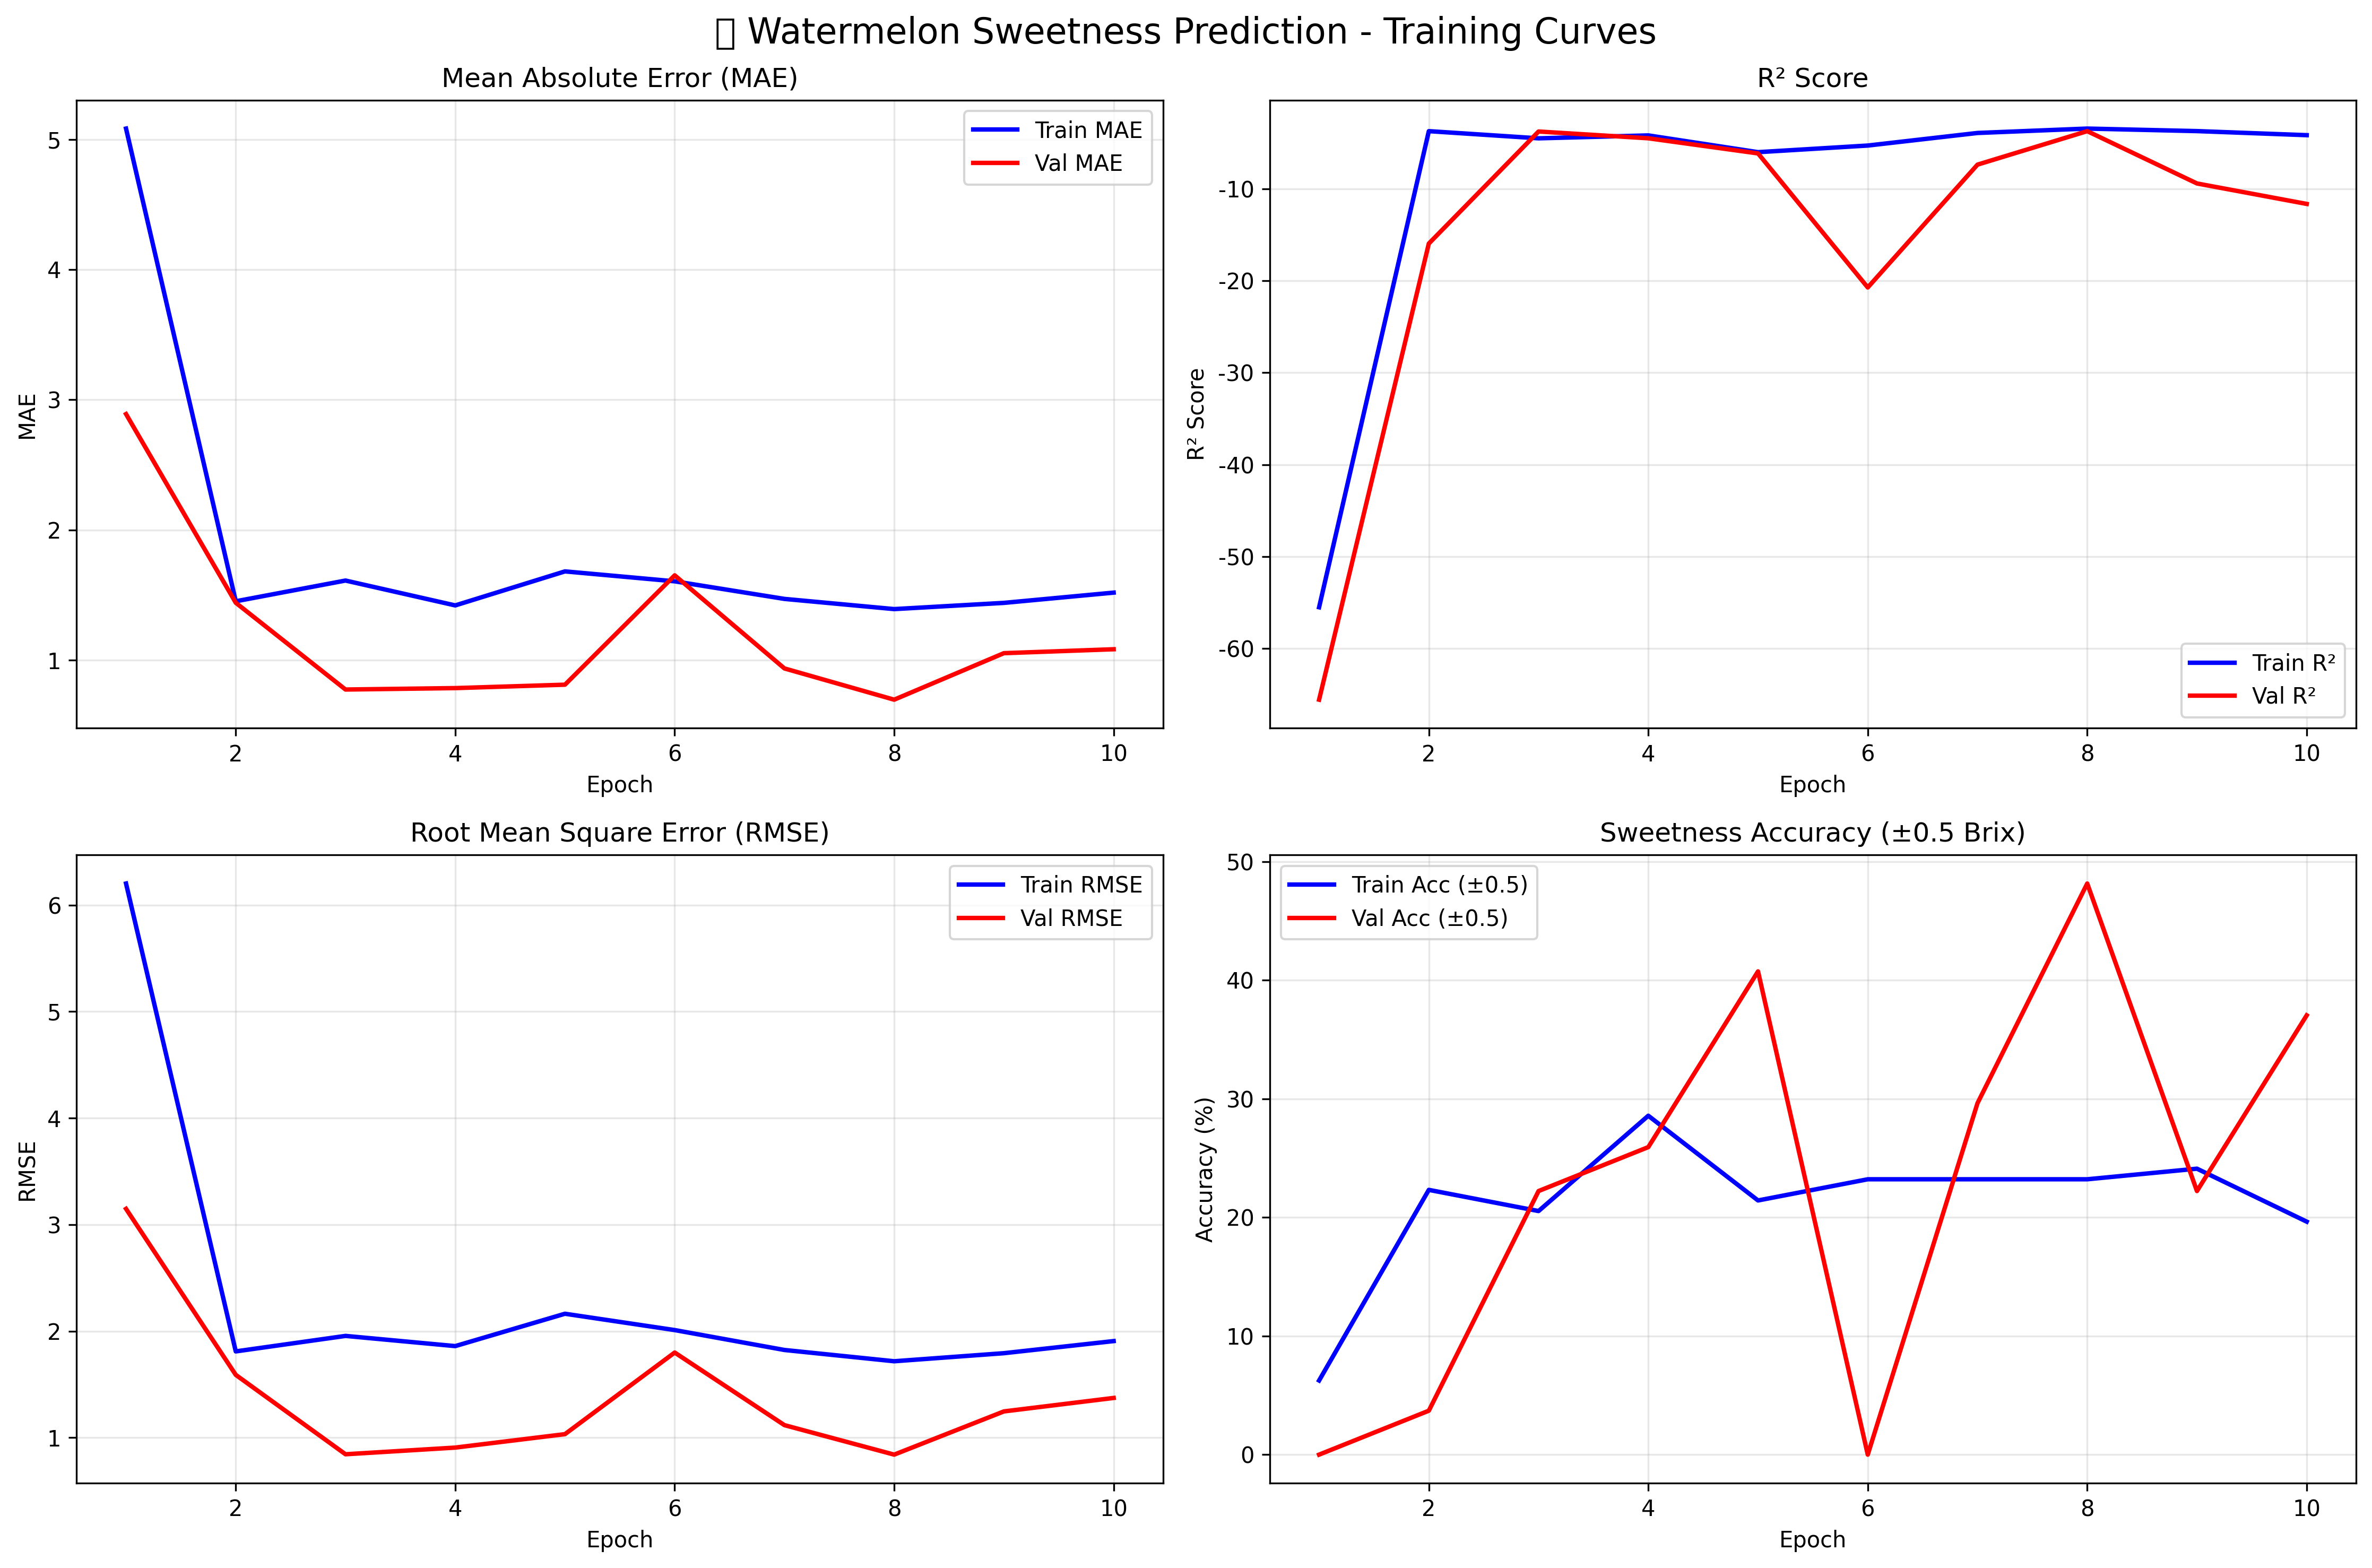 Watermelon Sweetness Prediction - Training Curves
Mean Absolute Error (MAE)
5
4
3
2
1
MAE
Train MAE
Val MAE
2 4 6 8 10
Epoch
R² Score
-10
-20
-30
-40
-50
-60
R² Score
Train R²
Val R²
2 4 6 8 10
Epoch
Root Mean Square Error (RMSE)
6
5
4
3
2
1
RMSE
Train RMSE
Val RMSE
2 4 6 8 10
Epoch
Sweetness Accuracy (±0.5 Brix)
50
40
30
20
10
0
Accuracy (%)
Train Acc (±0.5)
Val Acc (±0.5)
2 4 6 8 10
Epoch